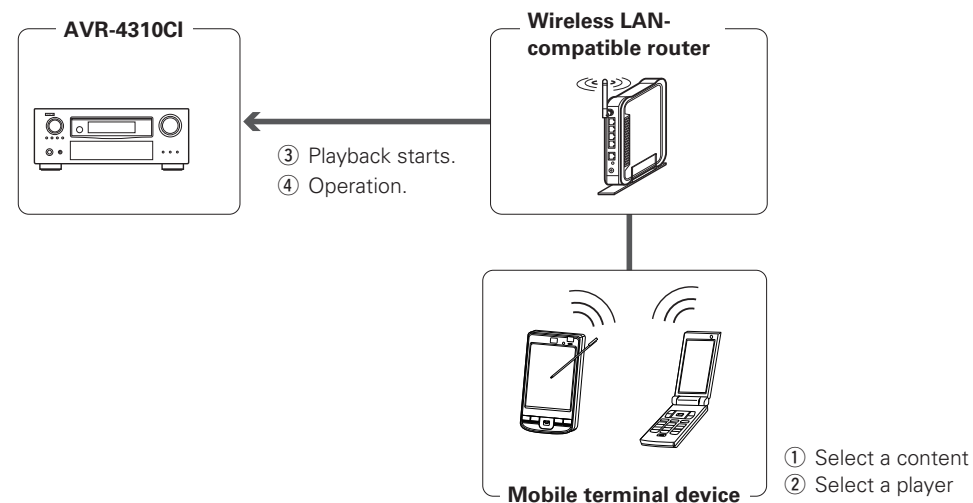 AVR-4310CI
Wireless LAN-
compatible router
③ Playback starts.
④ Operation.
① Select a content
② Select a player
Mobile terminal device